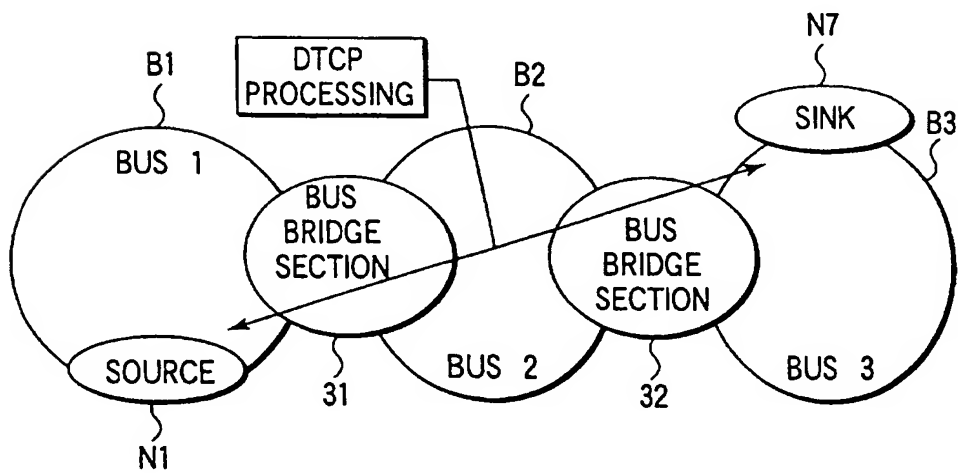 B1
DTCP
PROCESSING
B2
N7
SINK
B3
BUS 1
BUS
BRIDGE
SECTION
BUS
BRIDGE
SECTION
SOURCE
31
BUS 2
32
BUS 3
N1